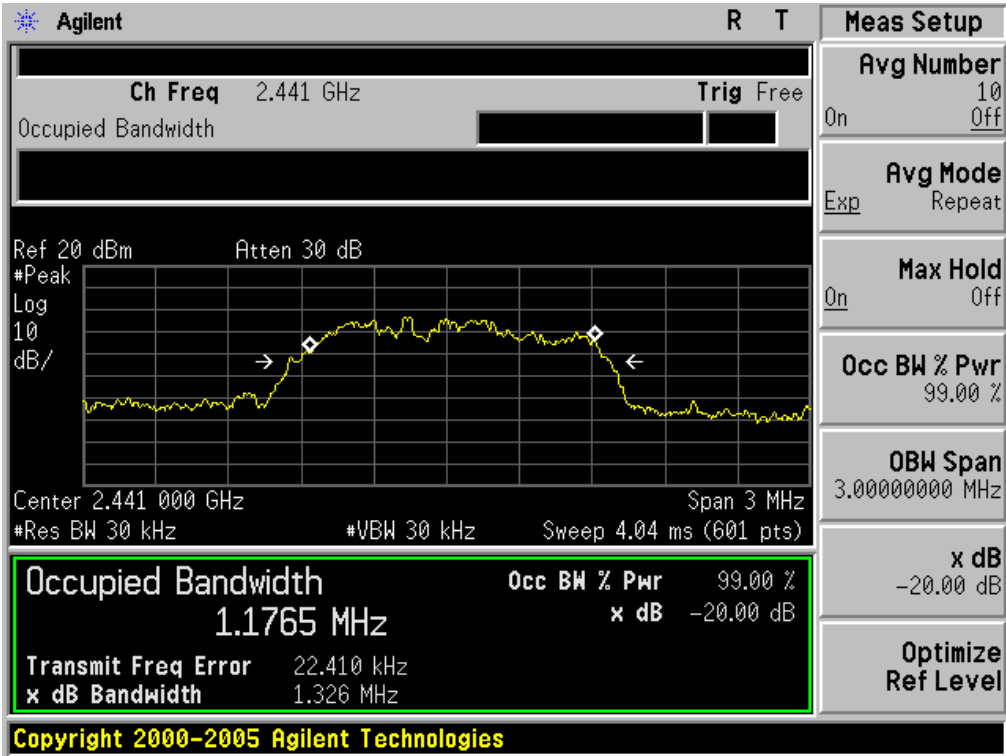 Agilent R T
Ch Freq 2.441 GHz Trig Free
Occupied Bandwidth
Ref 20 dBm Atten 30 dB
#Peak
Log
10
dB/
Center 2.441 000 GHz Span 3 MHz
#Res BW 30 kHz #VBW 30 kHz Sweep 4.04 ms (601 pts)
Occupied Bandwidth Occ BW % Pwr 99.00 %
1.1765 MHz x dB -20.00 dB
Transmit Freq Error 22.410 kHz
x dB Bandwidth 1.326 MHz
Copyright 2000-2005 Agilent Technologies
Meas Setup
Avg Number
10
On Off
Avg Mode
Exp Repeat
Max Hold
On Off
Occ BW % Pwr
99.00 %
OBW Span
3.00000000 MHz
x dB
-20.00 dB
Optimize
Ref Level